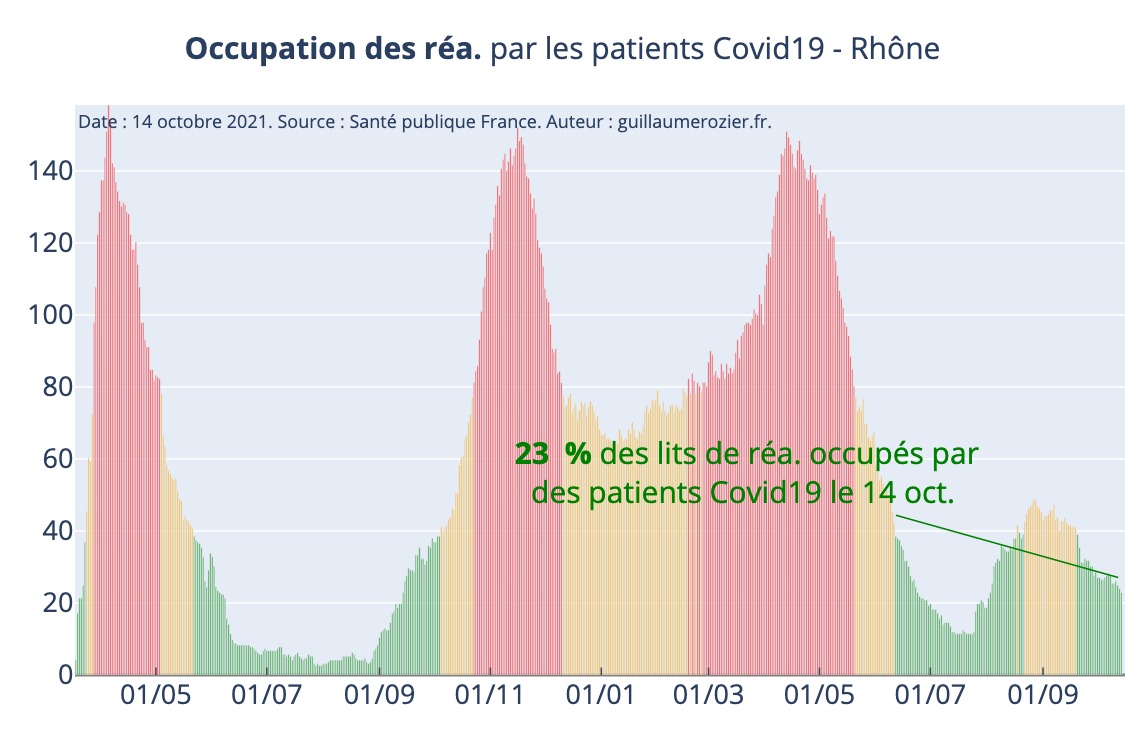 Occupation des réa. par les patients Covid19 - Rhône
Date : 14 octobre 2021. Source : Santé publique France. Auteur : guillaumerozier.fr.
140
120
100
80
60
40
20
0
23 % des lits de réa. occupés par
des patients Covid19 le 14 oct.
01/05 01/07 01/09 01/11 01/01 01/03 01/05 01/07 01/09